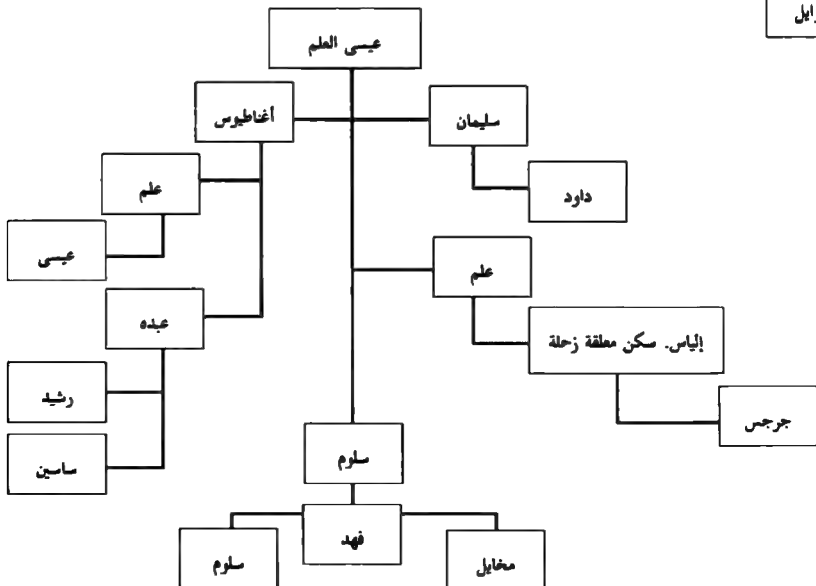 عيسى العلم
أغناطيوس
سليمان
علم
داود
عيسى
علم
عبده
إلياس. سكن معلقة زحلة
رشيد
جرجس
سلوم
ساسين
فهد
سلوم
مخايل